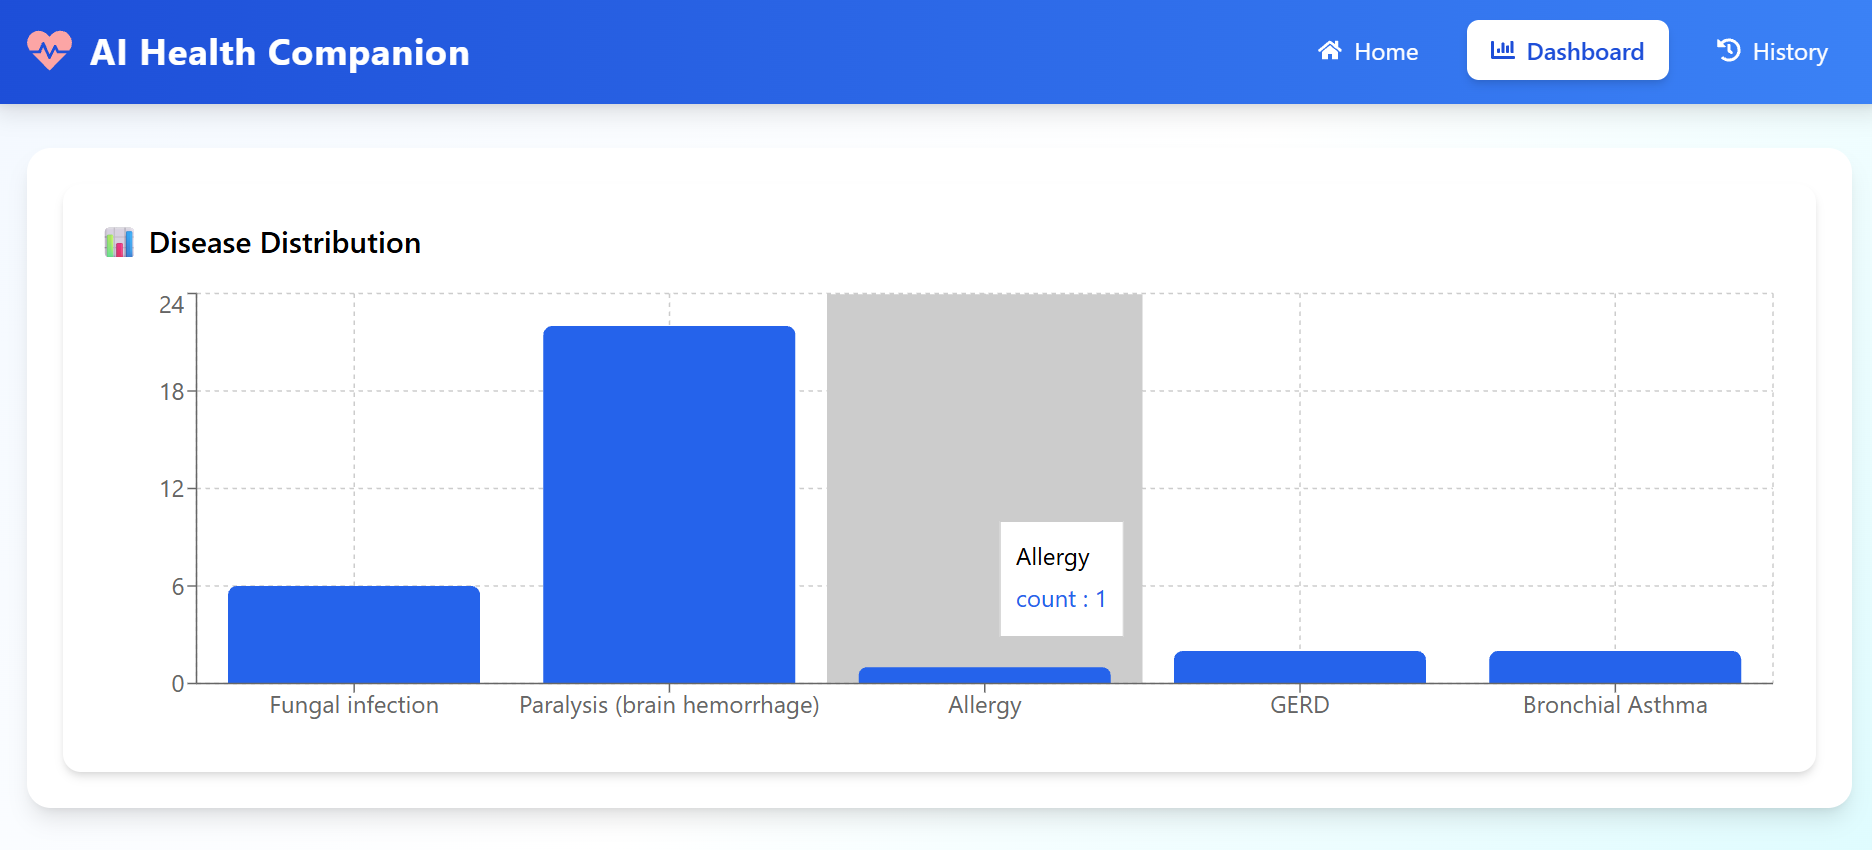 AI Health Companion
Home
Dashboard
History
Disease Distribution
24
18
12
6
0
Allergy
count : 1
Fungal infection
Paralysis (brain hemorrhage)
Allergy
GERD
Bronchial Asthma